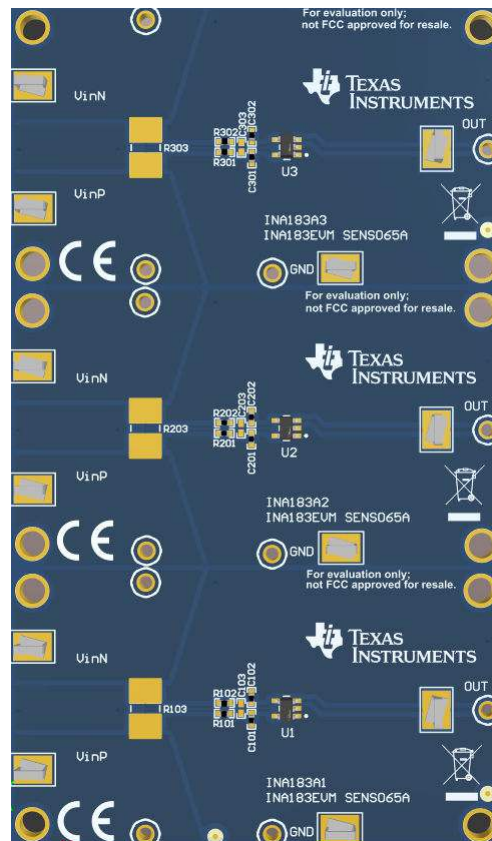 For evaluation only;
not FCC approved for resale.
TEXAS
INSTRUMENTS
VinN
OUT
R303
R302
R301
C303
C302
C301
U3
VinP
INA183A3
INA183EVM SENS065A
GND
For evaluation only;
not FCC approved for resale.
TEXAS
INSTRUMENTS
VinN
OUT
R203
R202
R201
C203
C202
C201
U2
VinP
INA183A2
INA183EVM SENS065A
GND
For evaluation only;
not FCC approved for resale.
TEXAS
INSTRUMENTS
VinN
OUT
R103
R102
R101
C103
C102
C101
U1
VinP
INA183A1
INA183EVM SENS065A
GND